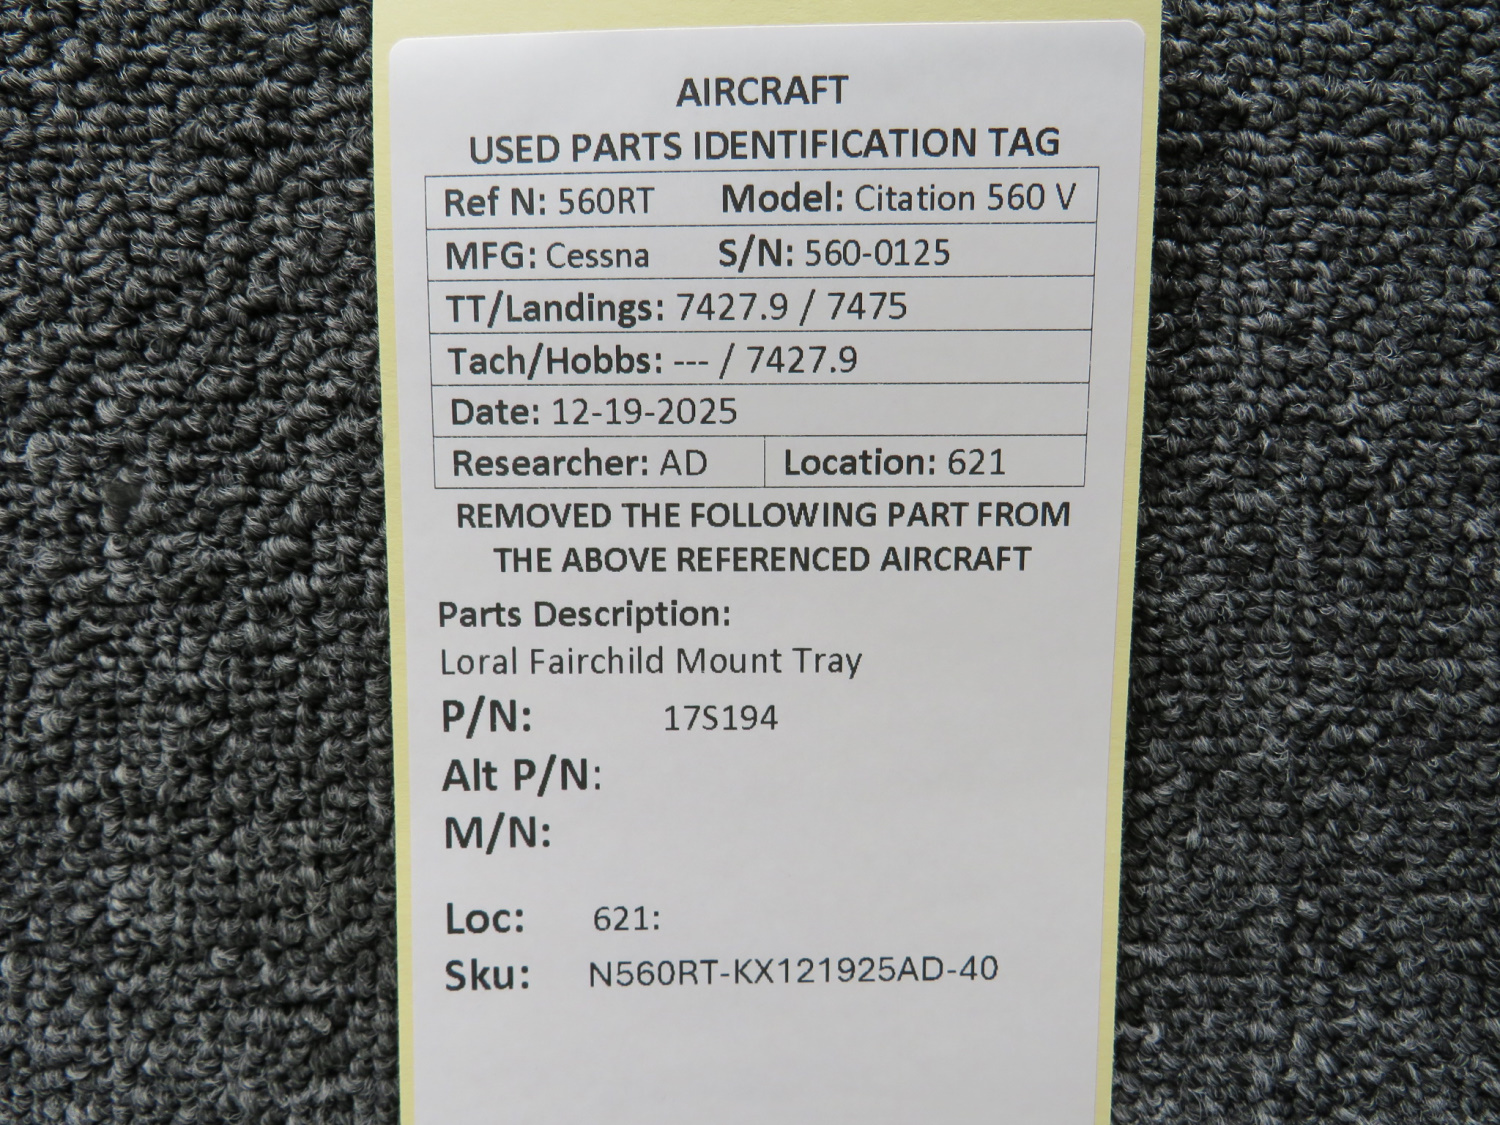 AIRCRAFT
USED PARTS IDENTIFICATION TAG
Ref N: 560RT Model: Citation 560 V
MFG: Cessna S/N: 560-0125
TT/Landings: 7427.9 / 7475
Tach/Hobbs: --- / 7427.9
Date: 12-19-2025
Researcher: AD Location: 621
REMOVED THE FOLLOWING PART FROM
THE ABOVE REFERENCED AIRCRAFT
Parts Description:
Loral Fairchild Mount Tray
P/N: 17S194
Alt P/N:
M/N:
Loc: 621:
Sku: N560RT-KX121925AD-40